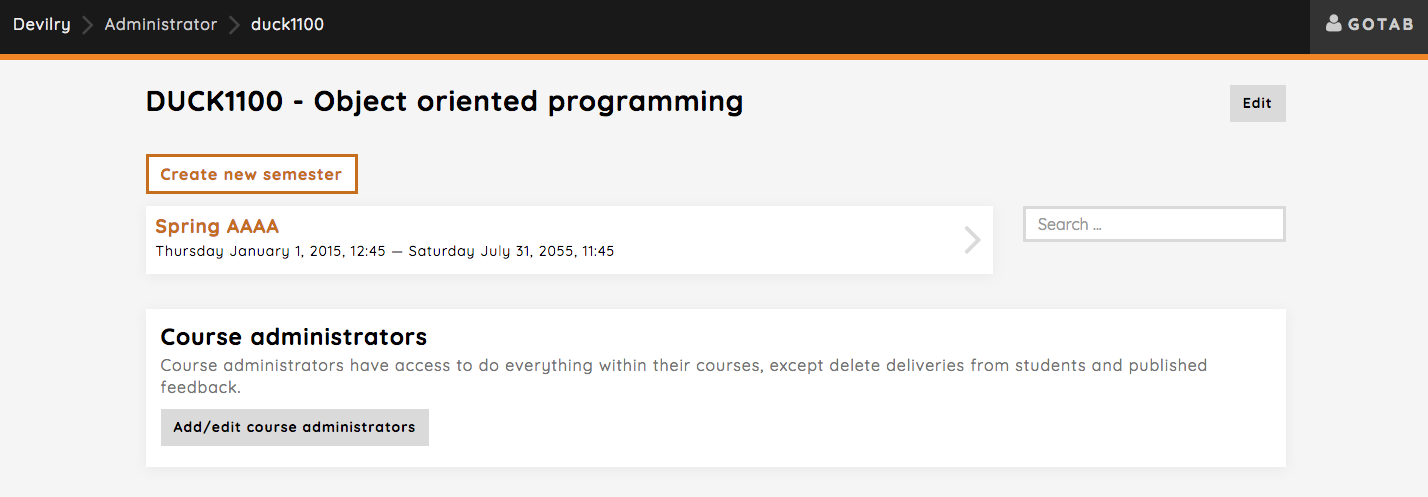 Devilry Administrator duck1100 GOTAB
DUCK1100 - Object oriented programming Edit
Create new semester
Spring AAAA
Thursday January 1, 2015, 12:45 — Saturday July 31, 2055, 11:45
Search ...
Course administrators
Course administrators have access to do everything within their courses, except delete deliveries from students and published
feedback.
Add/edit course administrators